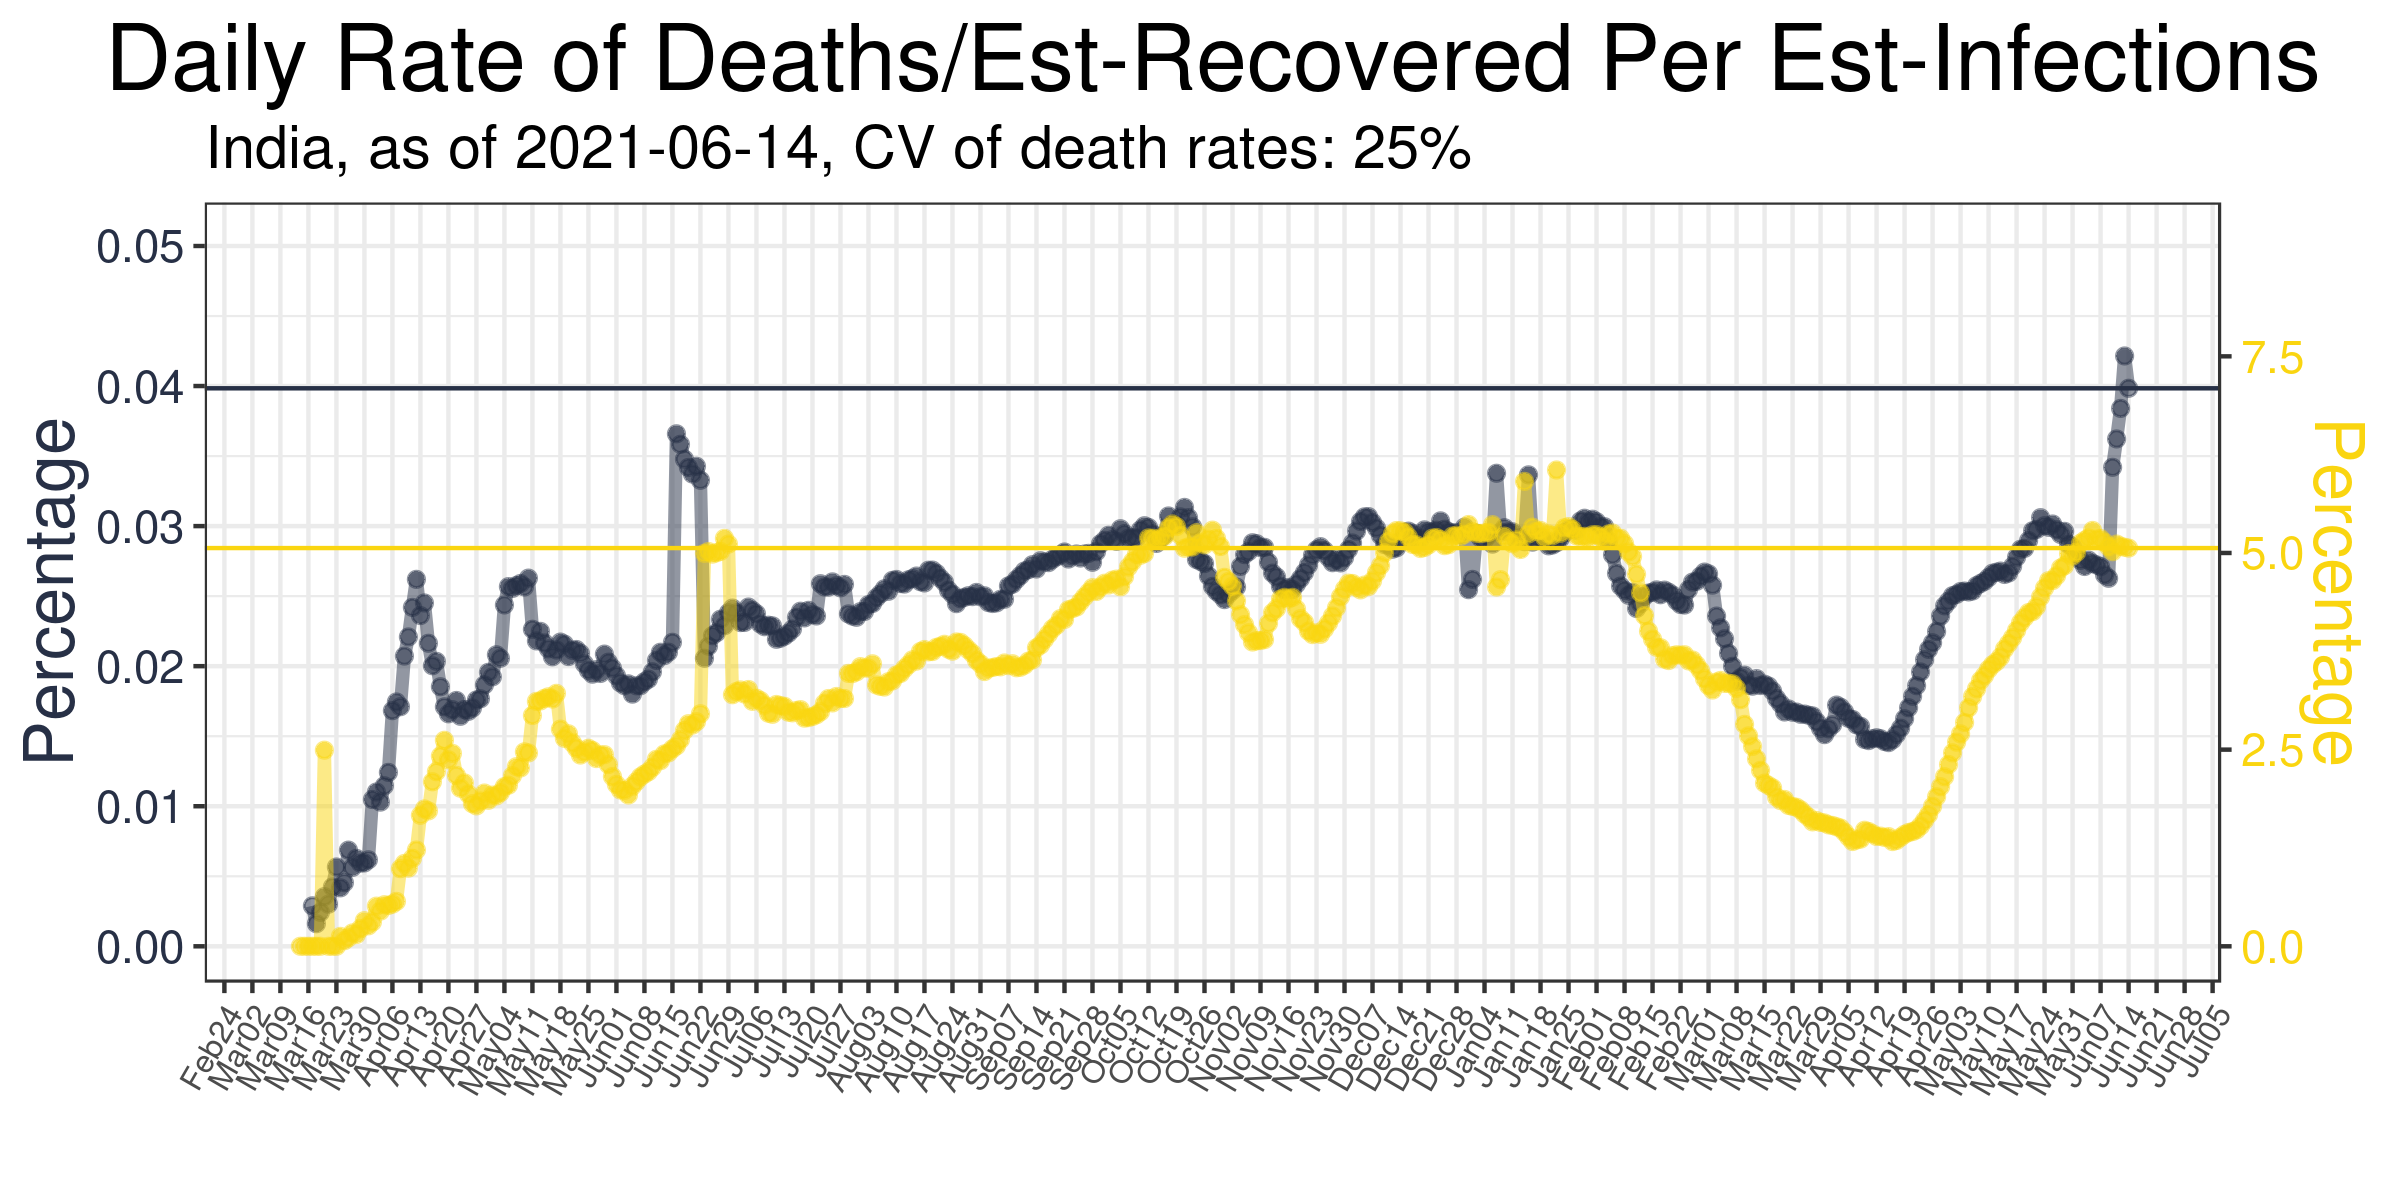 Daily Rate of Deaths/Est-Recovered Per Est-Infections
India, as of 2021-06-14, CV of death rates: 25%
Percentage
0.05
0.04
0.03
0.02
0.01
0.00
7.5
5.0
2.5
0.0
Percentage
Feb24
Mar02
Mar09
Mar16
Mar23
Mar30
Apr06
Apr13
Apr20
Apr27
May04
May11
May18
May25
Jun01
Jun08
Jun15
Jun22
Jun29
Jul06
Jul13
Jul20
Jul27
Aug03
Aug10
Aug17
Aug24
Aug31
Sep07
Sep14
Sep21
Sep28
Oct05
Oct12
Oct19
Oct26
Nov02
Nov09
Nov16
Nov23
Nov30
Dec07
Dec14
Dec21
Dec28
Jan04
Jan11
Jan18
Jan25
Feb01
Feb08
Feb15
Feb22
Mar01
Mar08
Mar15
Mar22
Mar29
Apr05
Apr12
Apr19
Apr26
May03
May10
May17
May24
May31
Jun07
Jun14
Jun21
Jun28
Jul05